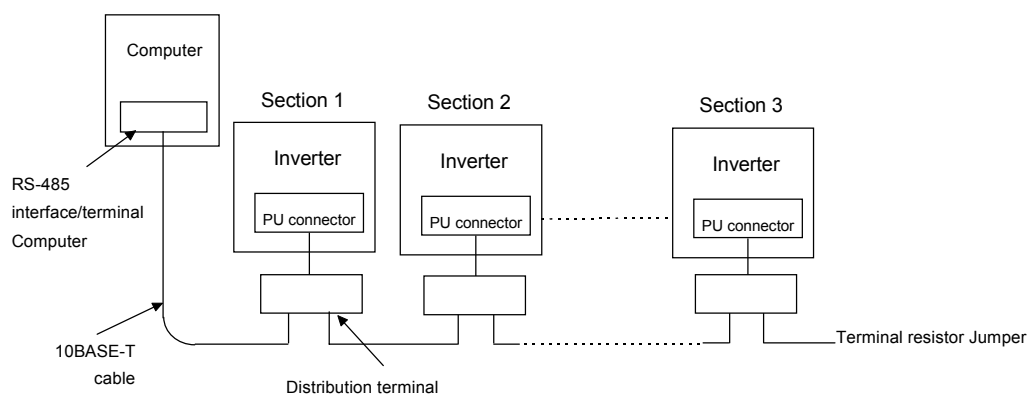 Computer
Section 1
Section 2
Section 3
Inverter
Inverter
Inverter
PU connector
PU connector
PU connector
RS-485
interface/terminal
Computer
10BASE-T
cable
Distribution terminal
Terminal resistor Jumper